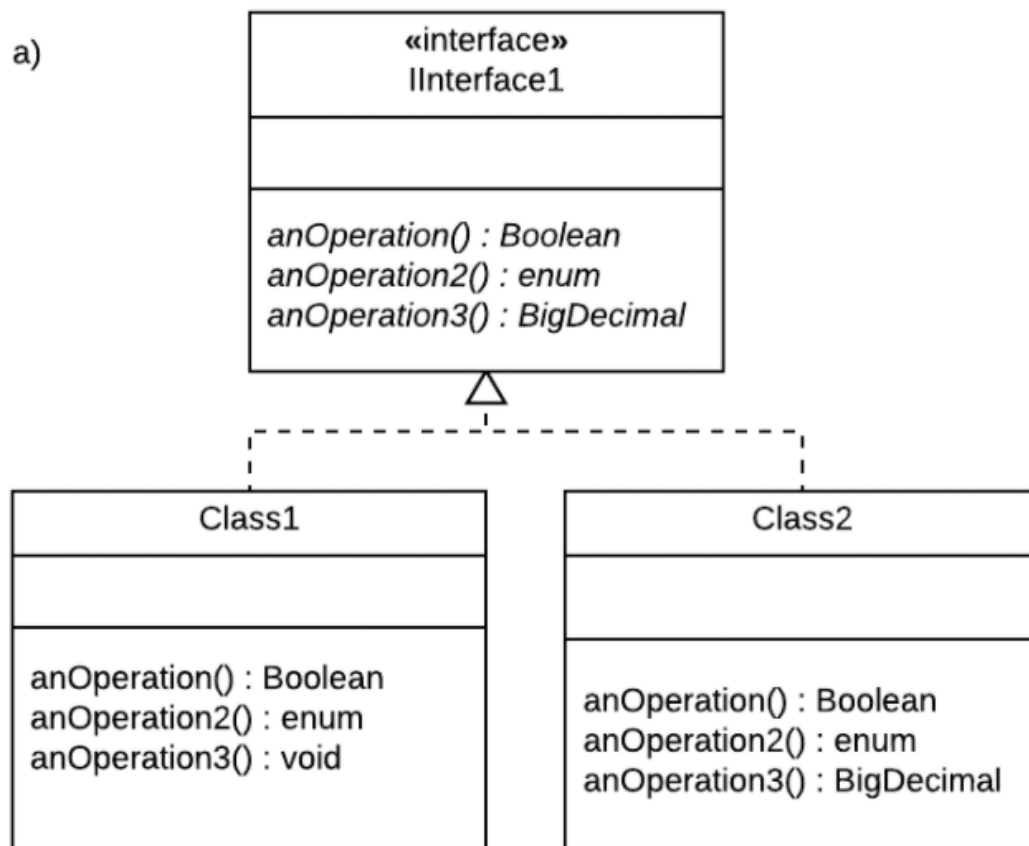 a)
«interface»
IInterface1
anOperation() : Boolean
anOperation2() : enum
anOperation3() : BigDecimal
Class1
anOperation() : Boolean
anOperation2() : enum
anOperation3() : void
Class2
anOperation() : Boolean
anOperation2() : enum
anOperation3() : BigDecimal